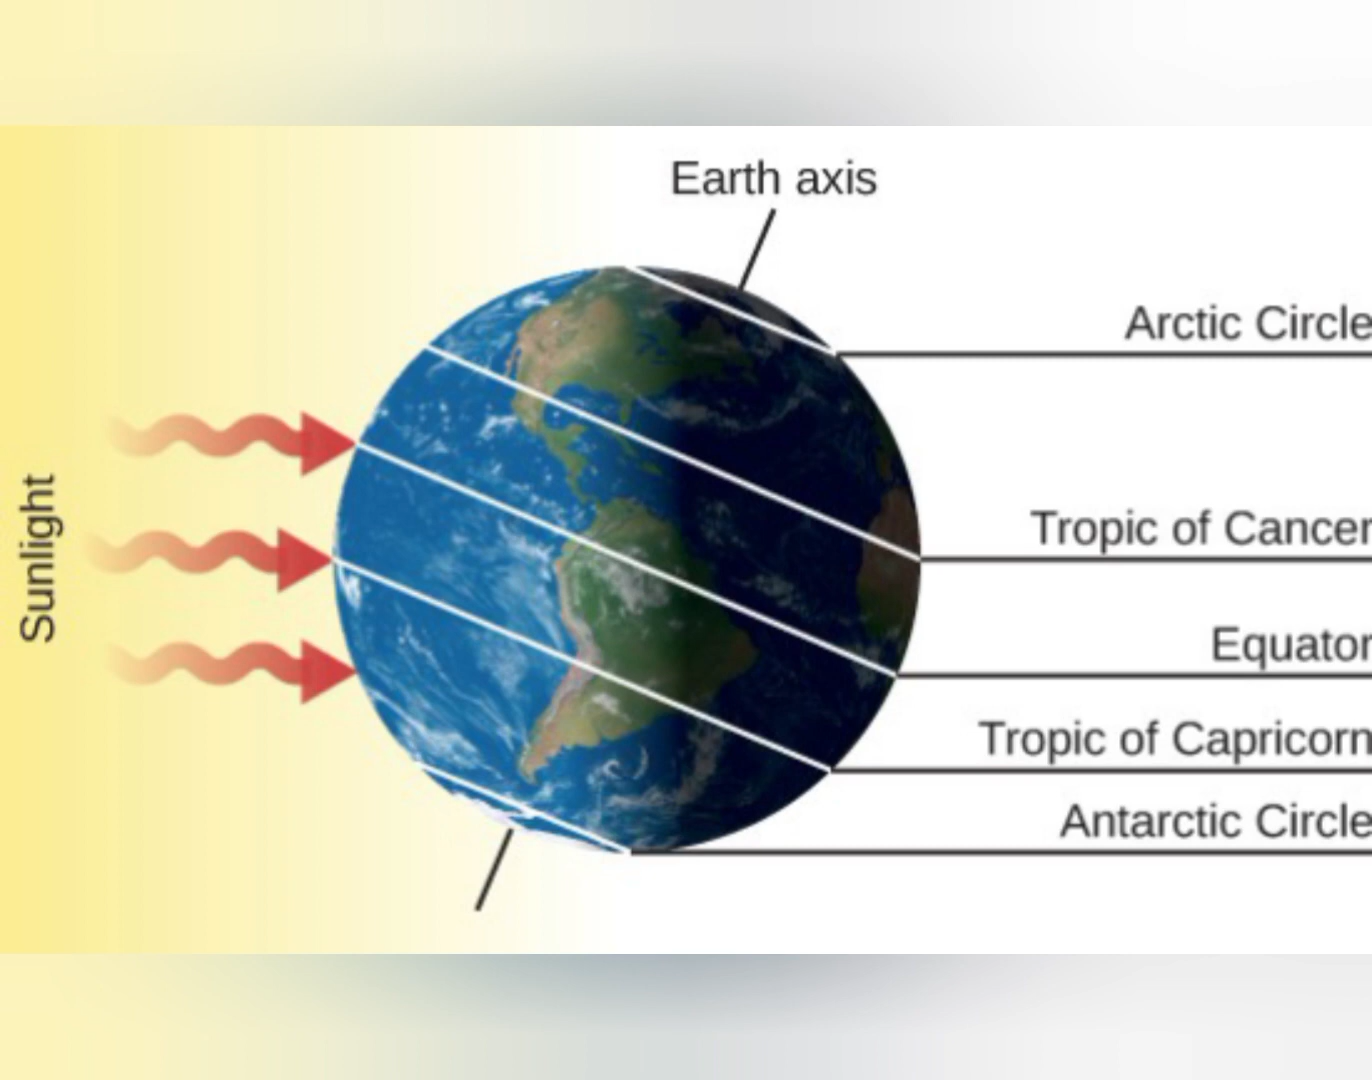 Earth axis
Arctic Circle
Sunlight
Tropic of Cancer
Equator
Tropic of Capricorn
Antarctic Circle